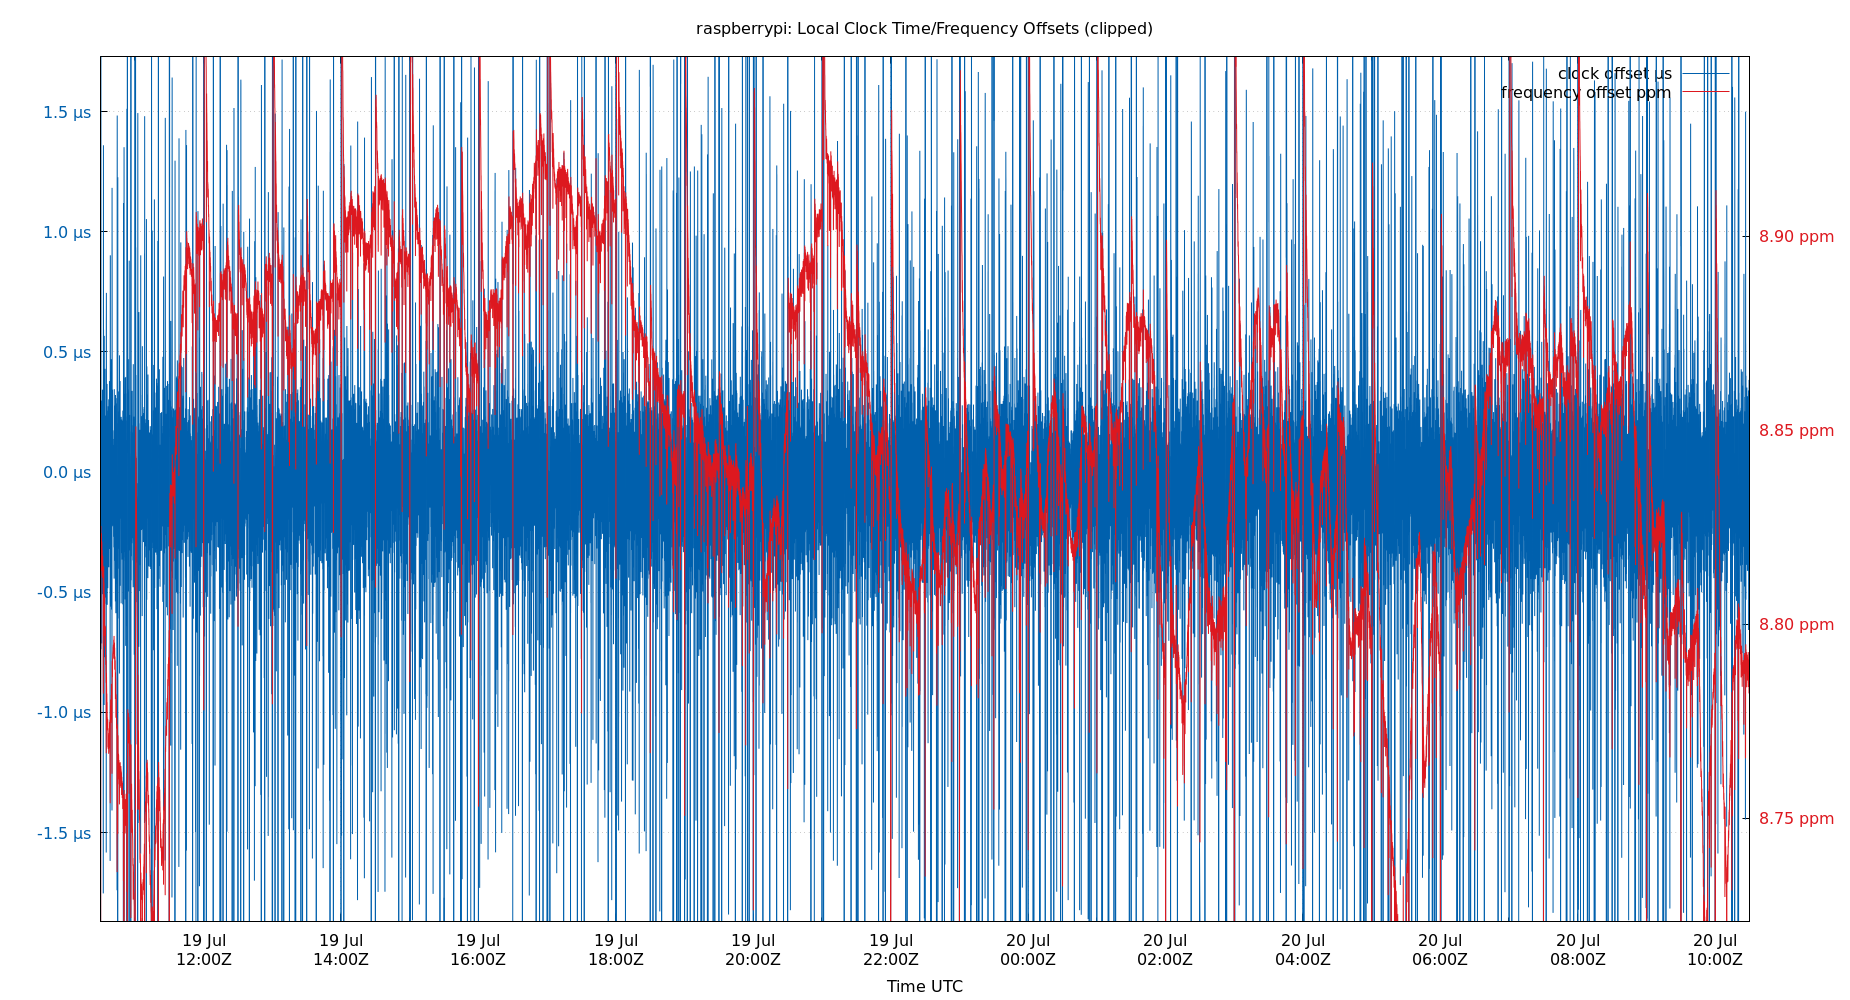 raspberrypi: Local Clock Time/Frequency Offsets (clipped)
clock offset µs
frequency offset ppm
1.5 µs
1.0 µs
0.5 µs
0.0 µs
-0.5 µs
-1.0 µs
-1.5 µs
8.90 ppm
8.85 ppm
8.80 ppm
8.75 ppm
19 Jul
12:00Z
19 Jul
14:00Z
19 Jul
16:00Z
19 Jul
18:00Z
19 Jul
20:00Z
19 Jul
22:00Z
20 Jul
00:00Z
20 Jul
02:00Z
20 Jul
04:00Z
20 Jul
06:00Z
20 Jul
08:00Z
20 Jul
10:00Z
Time UTC